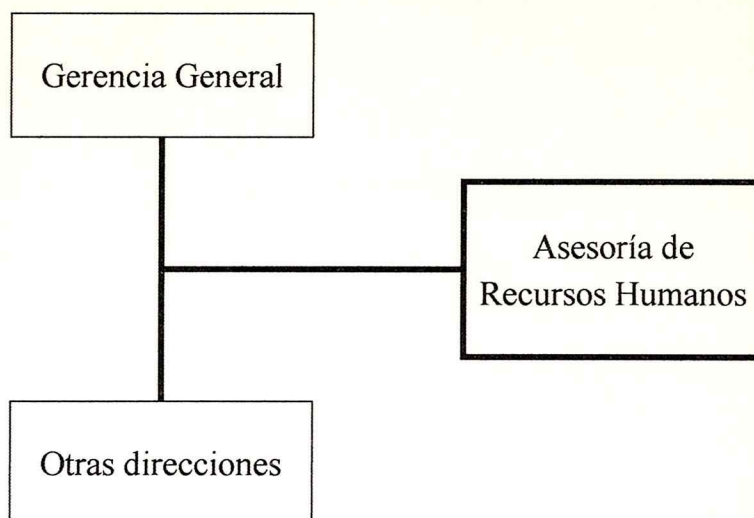 Gerencia General
Asesoría de
Recursos Humanos
Otras direcciones